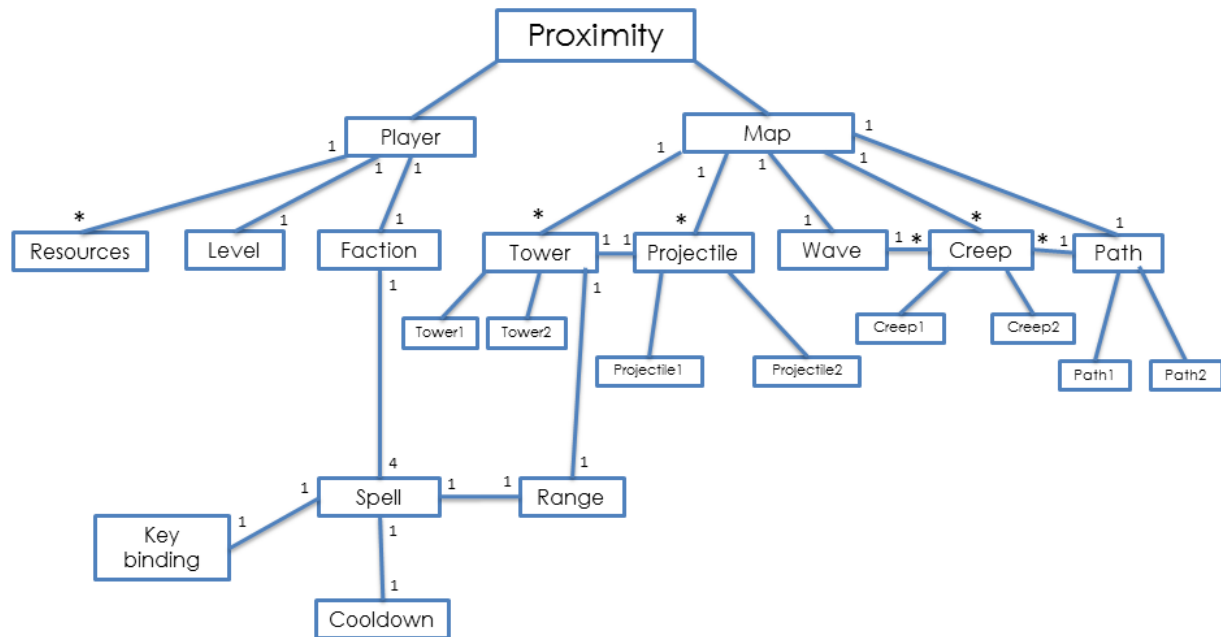 Proximity
Player
Map
1
1
1
1
1
1
1
1
*
1
1
*
*
1
*
1
Resources
Level
Faction
Tower
1 1
Projectile
Wave
1 *
Creep
* 1
Path
1
1
Tower1
Tower2
Creep1
Creep2
Projectile1
Projectile2
Path1
Path2
4
1
1
Spell
1
1
Range
1
Key
binding
1
1
Cooldown